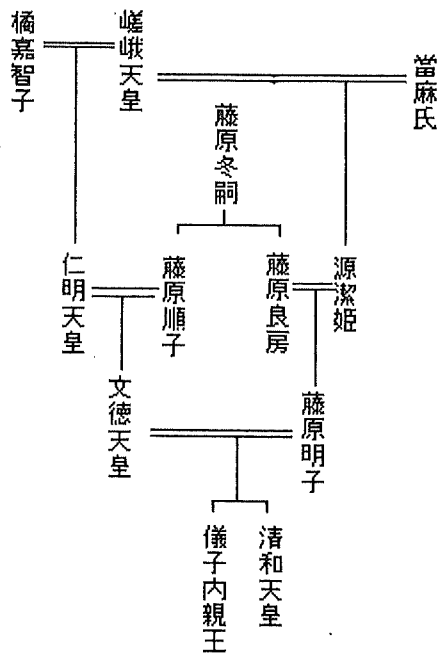 橘嘉智子
嵯峨天皇
當麻氏
藤原冬嗣
仁明天皇
藤原順子
藤原良房
源潔姫
文徳天皇
藤原明子
儀子内親王
清和天皇